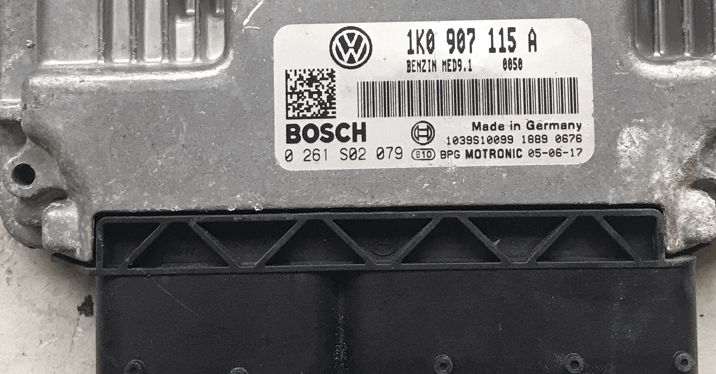 1K0 907 115 A
BENZIN MED9.1 0050
BOSCH
Made in Germany
1039S10099 1889 0676
0 261 S02 079 E10 BPG MOTRONIC 05-06-17